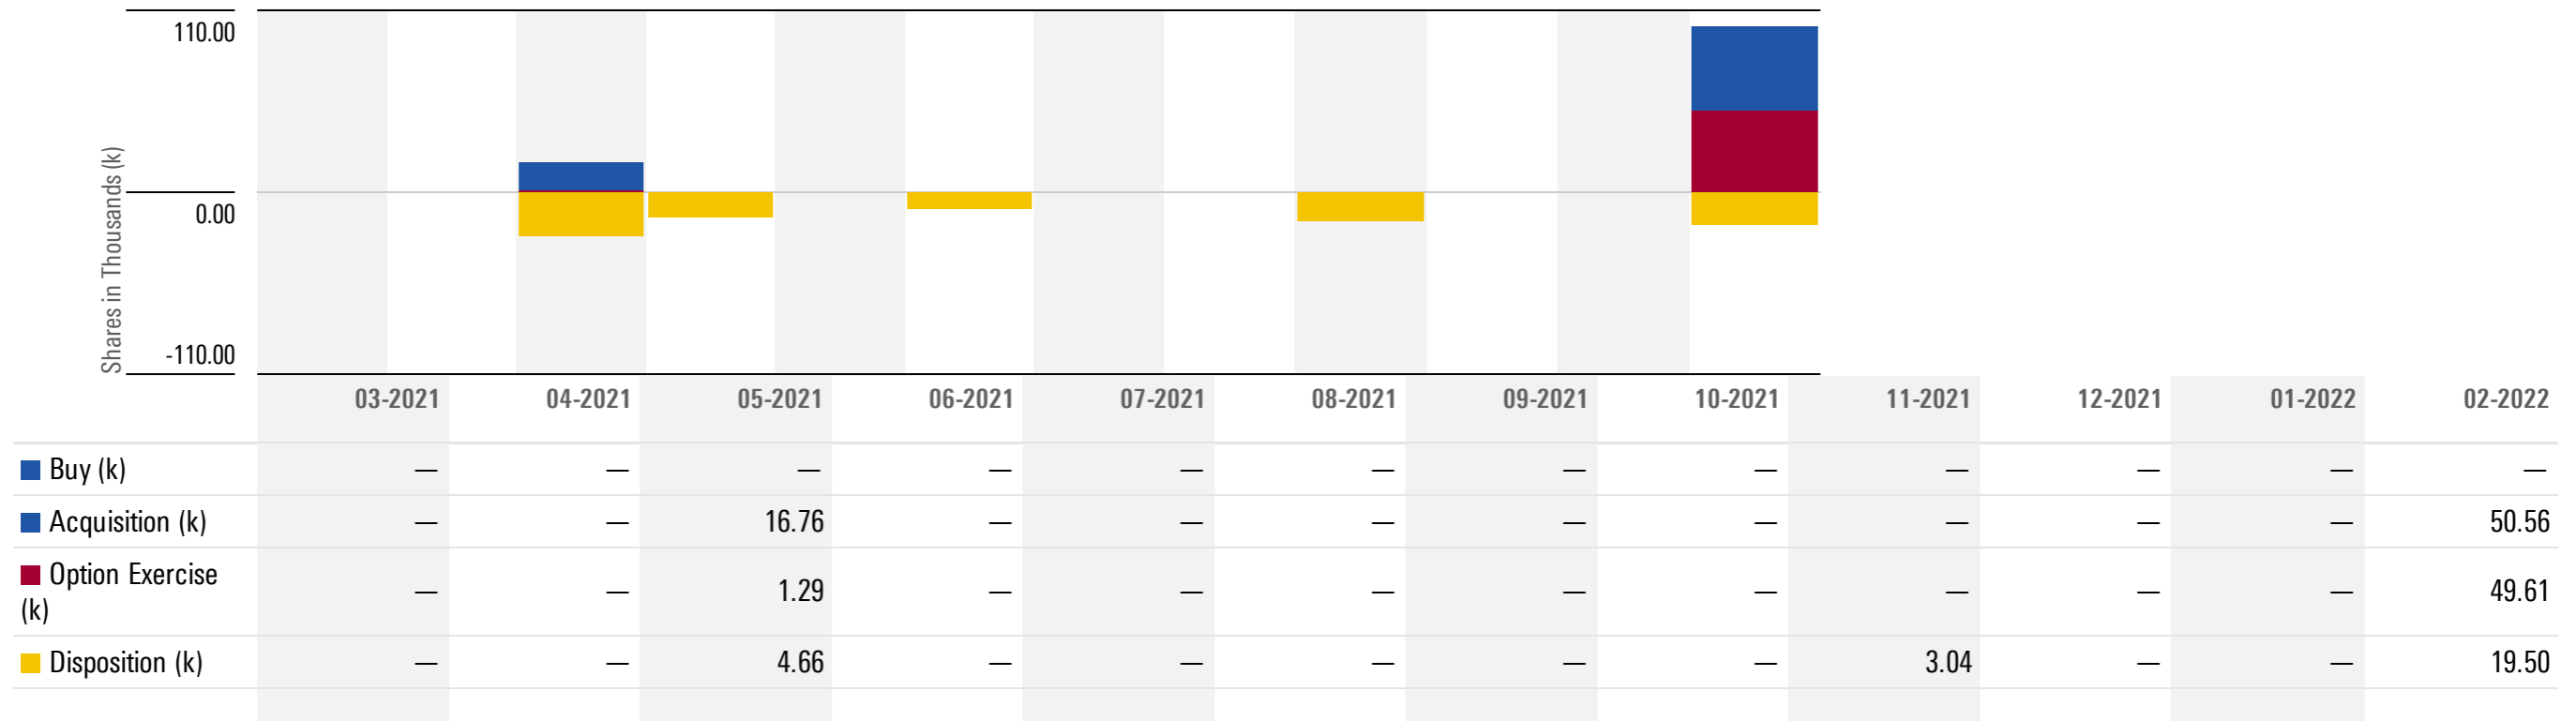 110.00
Shares in Thousands (k)
0.00
-110.00
03-2021 04-2021 05-2021 06-2021 07-2021 08-2021 09-2021 10-2021 11-2021 12-2021 01-2022 02-2022
Buy (k) — — — — — — — — — — — —
Acquisition (k) — — 16.76 — — — — — — — — 50.56
Option Exercise
(k) — — 1.29 — — — — — — — — 49.61
Disposition (k) — — 4.66 — — — — — 3.04 — — 19.50